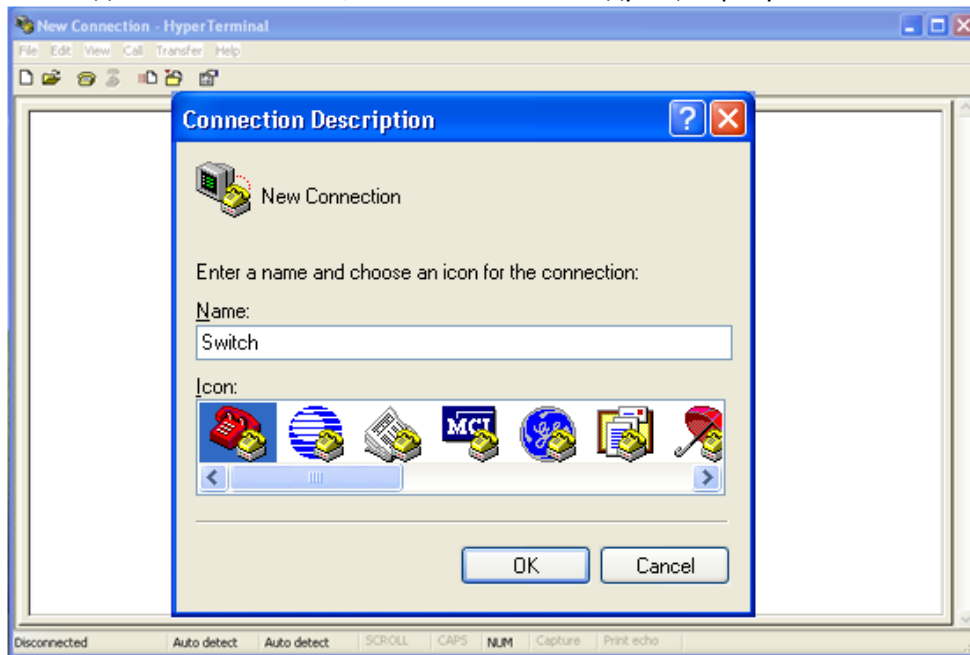 New Connection - HyperTerminal
File Edit View Call Transfer Help
Connection Description
New Connection
Enter a name and choose an icon for the connection:
Name:
Switch
Icon:
MCI
OK Cancel
Disconnected Auto detect Auto detect SCROLL CAPS NUM Capture Print echo